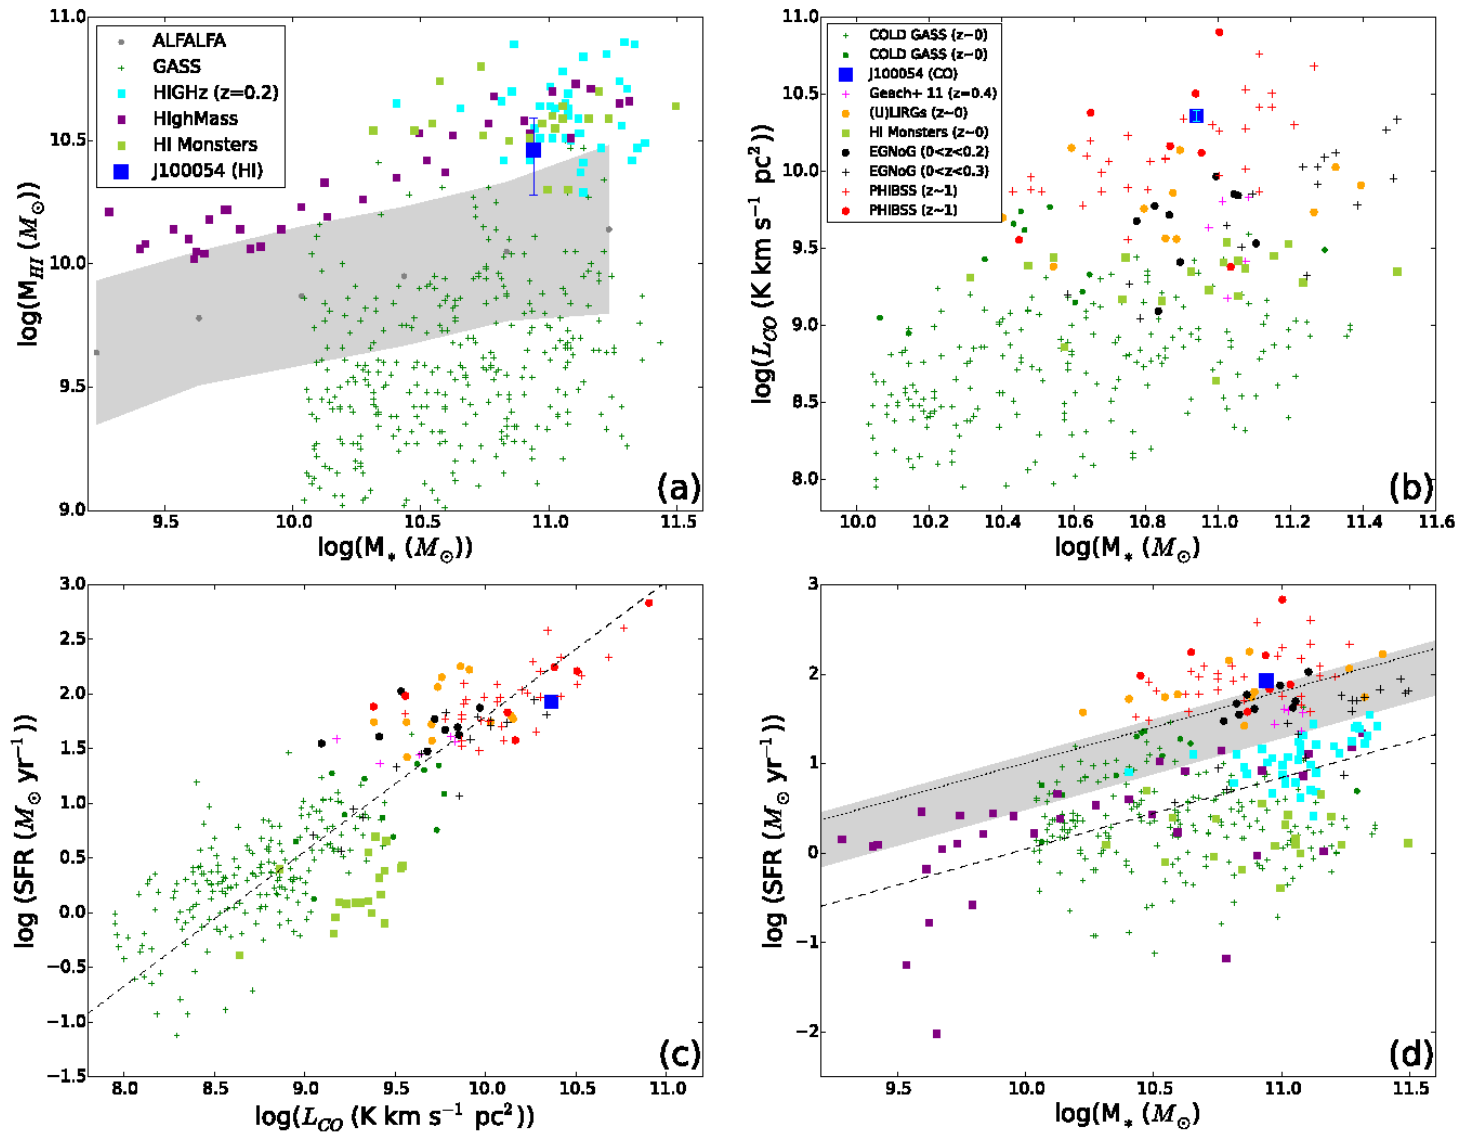 11.0
10.5
10.0
9.5
9.0
log(M_HI (M_⊙))
ALFALFA
GASS
HIGHz (z=0.2)
HIghMass
HI Monsters
J100054 (HI)
(a)
9.5 10.0 10.5 11.0 11.5
log(M_* (M_⊙))
11.0
10.5
10.0
9.5
9.0
8.5
8.0
log(L_CO (K km s⁻¹ pc²))
COLD GASS (z~0)
COLD GASS (z~0)
J100054 (CO)
Geach+ 11 (z=0.4)
(U)LIRGs (z~0)
HI Monsters (z~0)
EGNoG (0<z<0.2)
EGNoG (0<z<0.3)
PHIBSS (z~1)
PHIBSS (z~1)
(b)
10.0 10.2 10.4 10.6 10.8 11.0 11.2 11.4 11.6
log(M_* (M_⊙)
3.0
2.5
2.0
1.5
1.0
0.5
0.0
−0.5
−1.0
−1.5
log (SFR (M_⊙ yr⁻¹))
(c)
8.0 8.5 9.0 9.5 10.0 10.5 11.0
log(L_CO (K km s⁻¹ pc²)
3
2
1
0
−1
−2
log (SFR (M_⊙ yr⁻¹))
(d)
9.5 10.0 10.5 11.0 11.5
log(M_* (M_⊙)